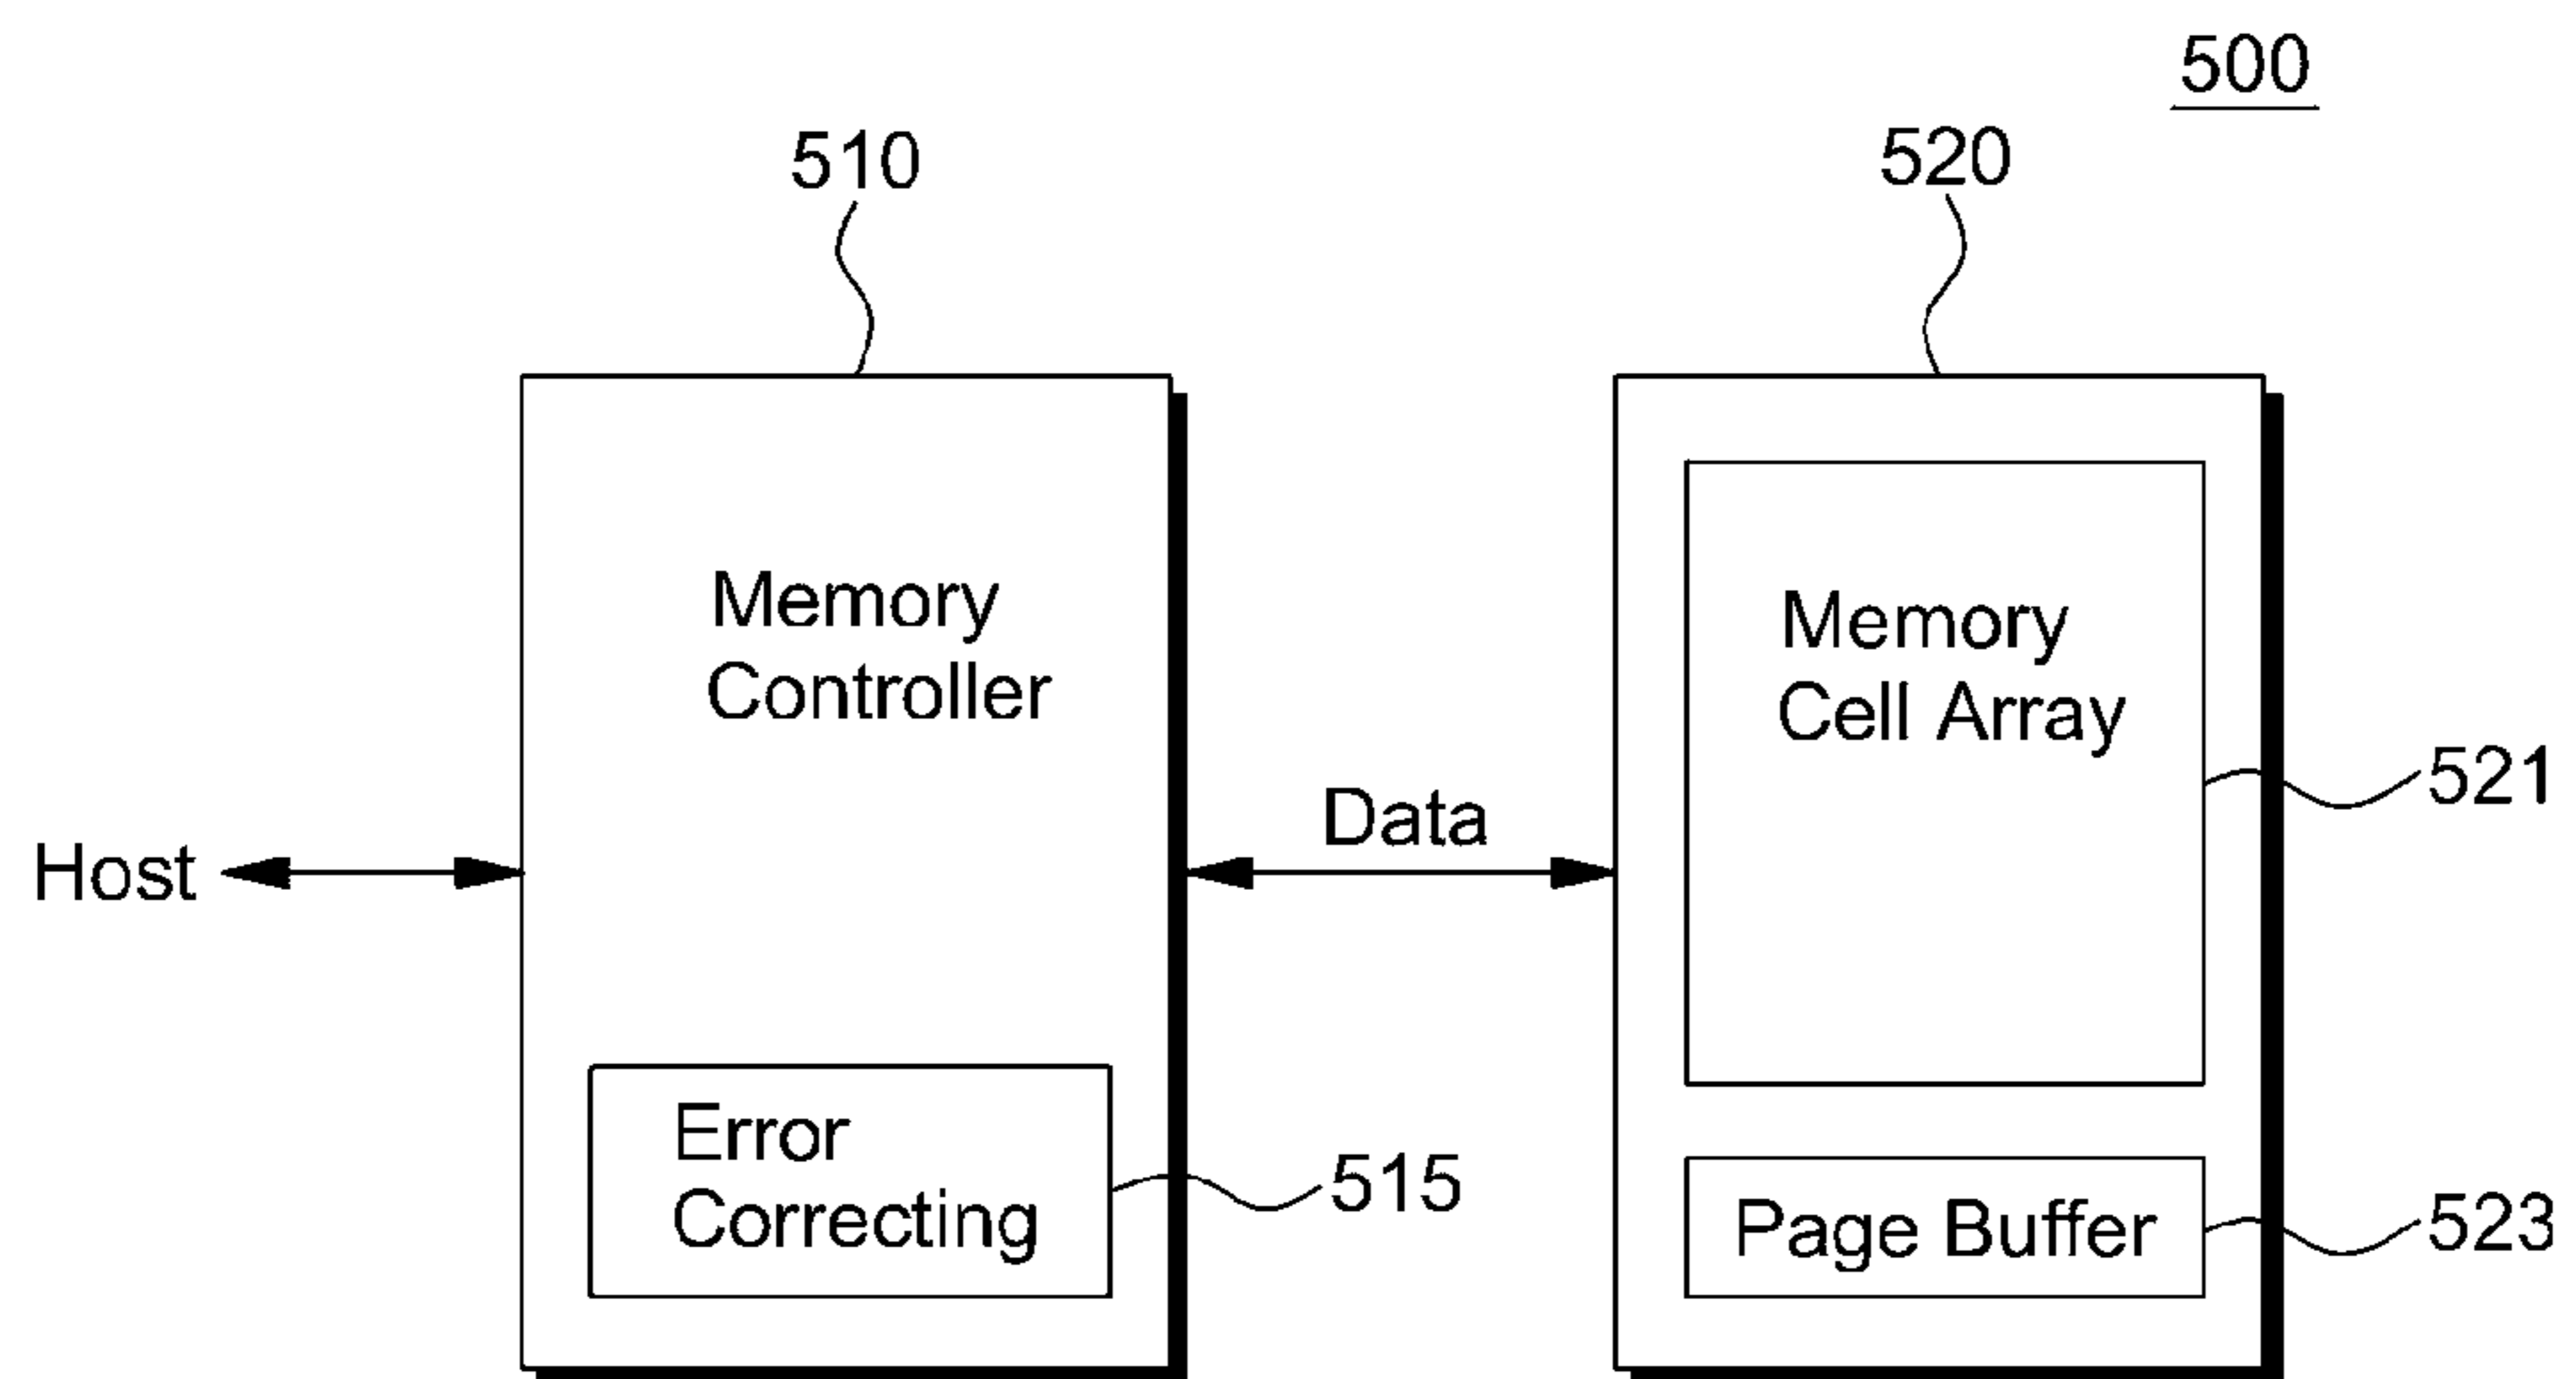 500
510
520
Memory
Controller
Memory
Cell Array
521
Data
Host
Error
Correcting
515
Page Buffer
523